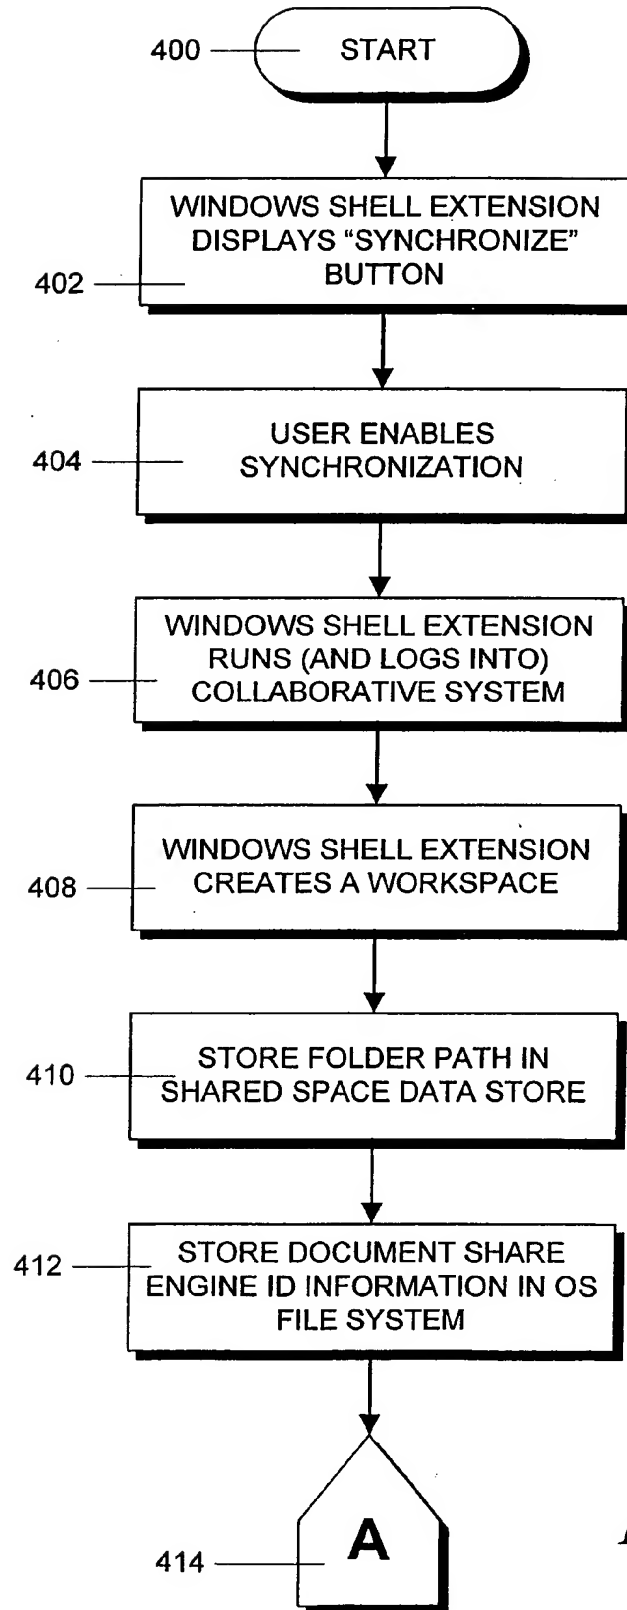 400
START
WINDOWS SHELL EXTENSION
DISPLAYS “SYNCHRONIZE”
BUTTON
402
USER ENABLES
SYNCHRONIZATION
404
WINDOWS SHELL EXTENSION
RUNS (AND LOGS INTO)
COLLABORATIVE SYSTEM
406
WINDOWS SHELL EXTENSION
CREATES A WORKSPACE
408
STORE FOLDER PATH IN
SHARED SPACE DATA STORE
410
STORE DOCUMENT SHARE
ENGINE ID INFORMATION IN OS
FILE SYSTEM
412
A
414